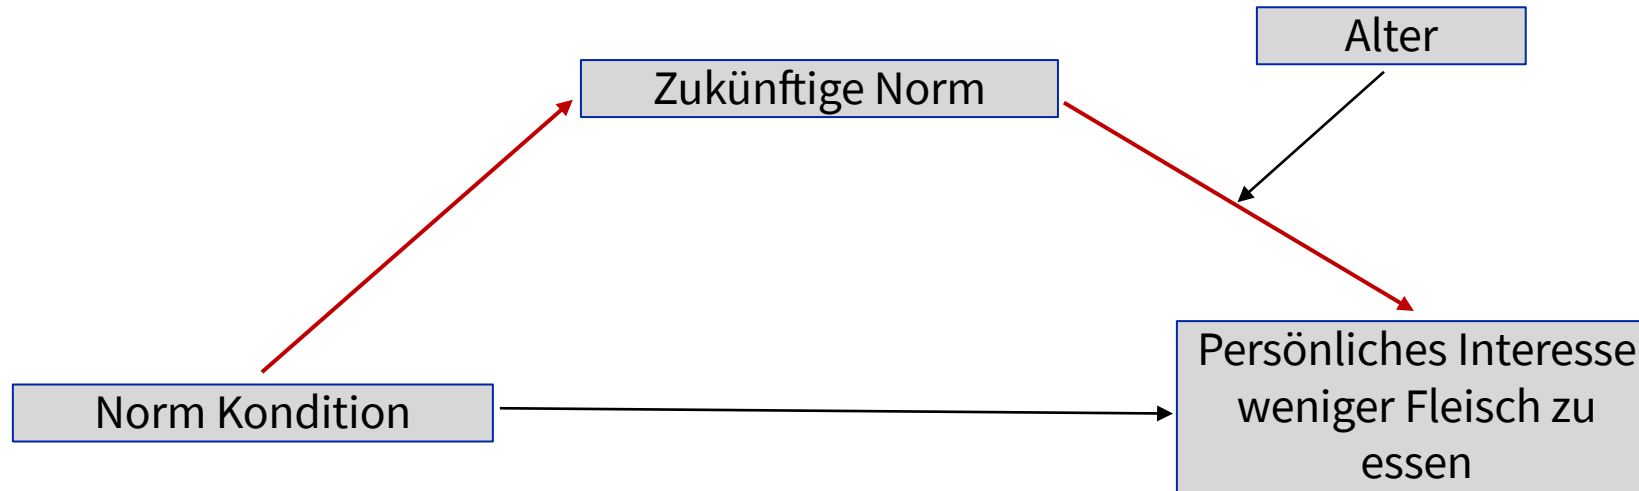 Alter
Zukünftige Norm
Norm Kondition
Persönliches Interesse
weniger Fleisch zu
essen